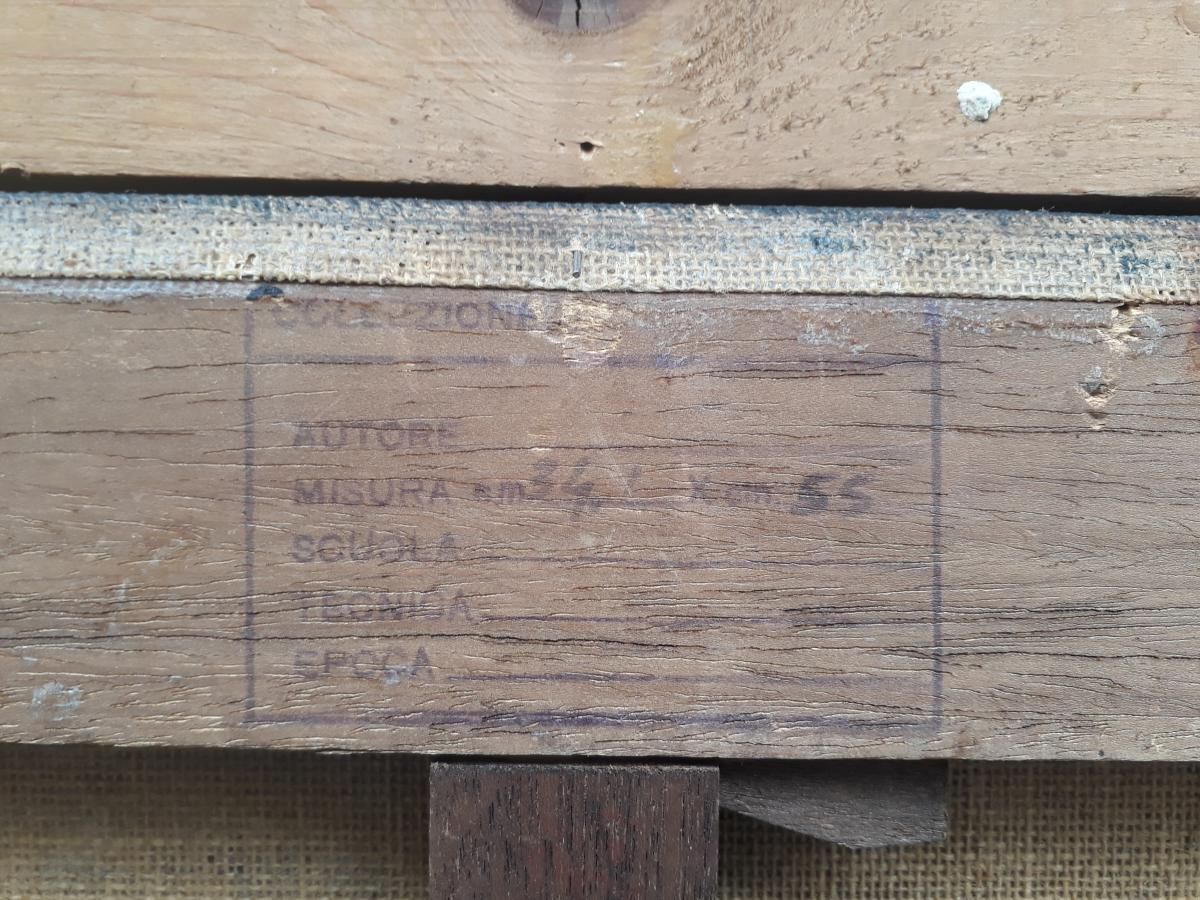 COLLEZIONE
AUTORE
MISURA cm 34 X cm. 55
SCUOLA
TECNICA
EPOCA